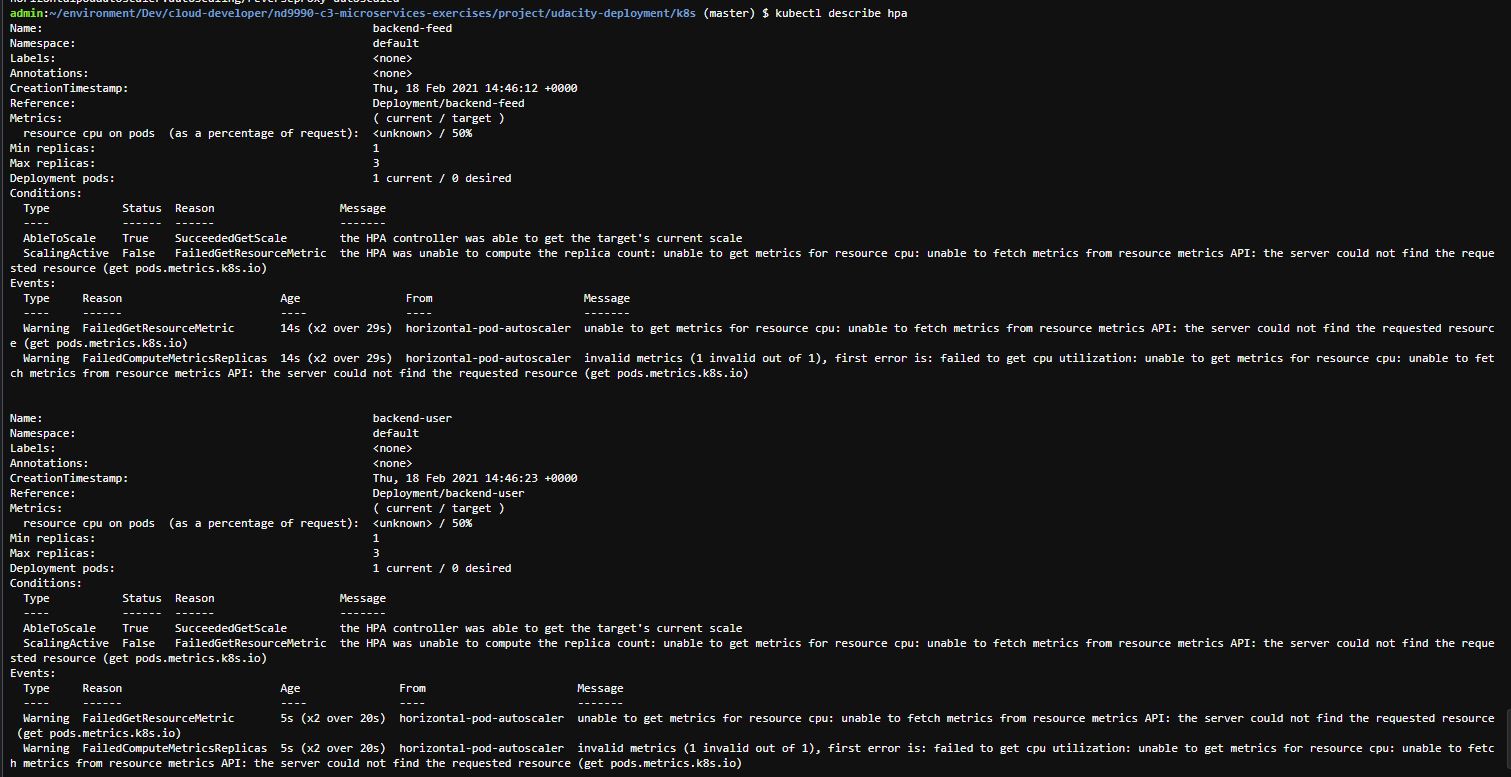 admin:~/environment/Dev/cloud-developer/nd9990-c3-microservices-exercises/project/udacity-deployment/k8s (master) $ kubectl describe hpa
Name:                                                  backend-feed
Namespace:                                             default
Labels:                                                <none>
Annotations:                                           <none>
CreationTimestamp:                                     Thu, 18 Feb 2021 14:46:12 +0000
Reference:                                             Deployment/backend-feed
Metrics:                                               ( current / target )
  resource cpu on pods  (as a percentage of request):  <unknown> / 50%
Min replicas:                                          1
Max replicas:                                          3
Deployment pods:                                       1 current / 0 desired
Conditions:
  Type           Status  Reason                   Message
  ----           ------  ------                   -------
  AbleToScale    True    SucceededGetScale        the HPA controller was able to get the target's current scale
  ScalingActive  False   FailedGetResourceMetric  the HPA was unable to compute the replica count: unable to get metrics for resource cpu: unable to fetch metrics from resource metrics API: the server could not find the reque
sted resource (get pods.metrics.k8s.io)
Events:
  Type     Reason                        Age                From                       Message
  ----     ------                        ----               ----                       -------
  Warning  FailedGetResourceMetric       14s (x2 over 29s)  horizontal-pod-autoscaler  unable to get metrics for resource cpu: unable to fetch metrics from resource metrics API: the server could not find the requested resourc
e (get pods.metrics.k8s.io)
  Warning  FailedComputeMetricsReplicas  14s (x2 over 29s)  horizontal-pod-autoscaler  invalid metrics (1 invalid out of 1), first error is: failed to get cpu utilization: unable to get metrics for resource cpu: unable to fet
ch metrics from resource metrics API: the server could not find the requested resource (get pods.metrics.k8s.io)
Name:                                                  backend-user
Namespace:                                             default
Labels:                                                <none>
Annotations:                                           <none>
CreationTimestamp:                                     Thu, 18 Feb 2021 14:46:23 +0000
Reference:                                             Deployment/backend-user
Metrics:                                               ( current / target )
  resource cpu on pods  (as a percentage of request):  <unknown> / 50%
Min replicas:                                          1
Max replicas:                                          3
Deployment pods:                                       1 current / 0 desired
Conditions:
  Type           Status  Reason                   Message
  ----           ------  ------                   -------
  AbleToScale    True    SucceededGetScale        the HPA controller was able to get the target's current scale
  ScalingActive  False   FailedGetResourceMetric  the HPA was unable to compute the replica count: unable to get metrics for resource cpu: unable to fetch metrics from resource metrics API: the server could not find the reque
sted resource (get pods.metrics.k8s.io)
Events:
  Type     Reason                        Age               From                       Message
  ----     ------                        ----              ----                       -------
  Warning  FailedGetResourceMetric       5s (x2 over 20s)  horizontal-pod-autoscaler  unable to get metrics for resource cpu: unable to fetch metrics from resource metrics API: the server could not find the requested resource
 (get pods.metrics.k8s.io)
  Warning  FailedComputeMetricsReplicas  5s (x2 over 20s)  horizontal-pod-autoscaler  invalid metrics (1 invalid out of 1), first error is: failed to get cpu utilization: unable to get metrics for resource cpu: unable to fetc
h metrics from resource metrics API: the server could not find the requested resource (get pods.metrics.k8s.io)